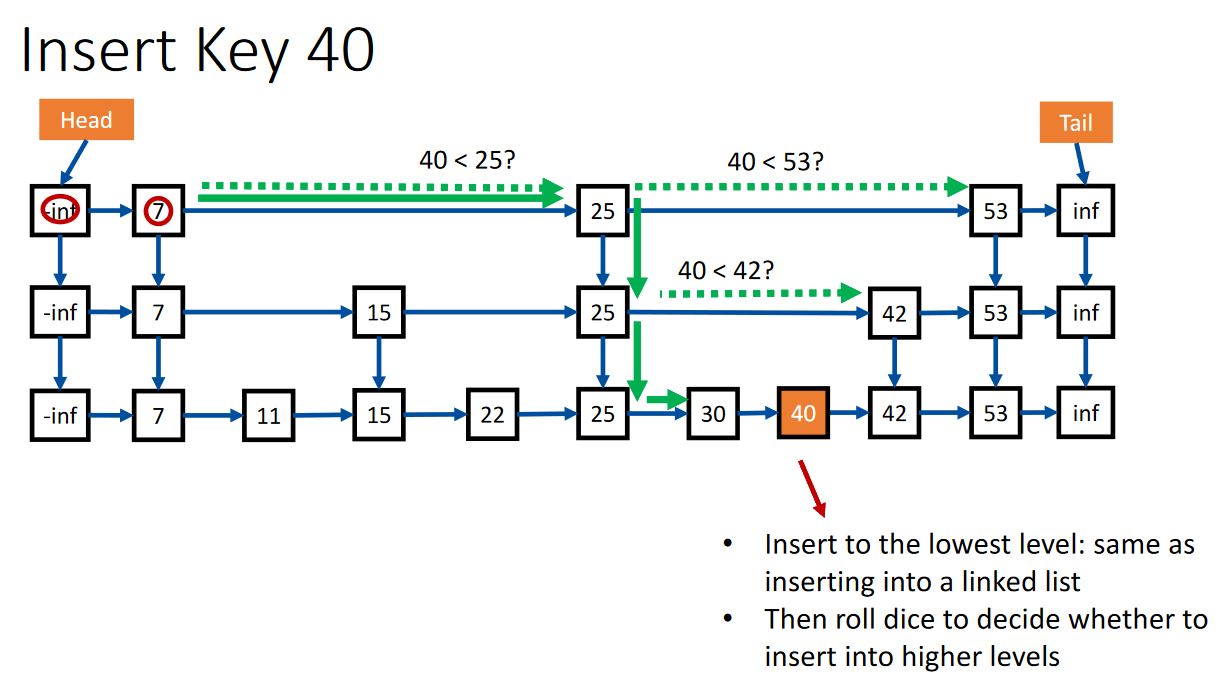 Insert Key 40
Head
Tail
40 < 25?
40 < 53?
-inf 7 25 53 inf
40 < 42?
-inf 7 15 25 42 53 inf
-inf 7 11 15 22 25 30 40 42 53 inf
• Insert to the lowest level: same as
inserting into a linked list
• Then roll dice to decide whether to
insert into higher levels